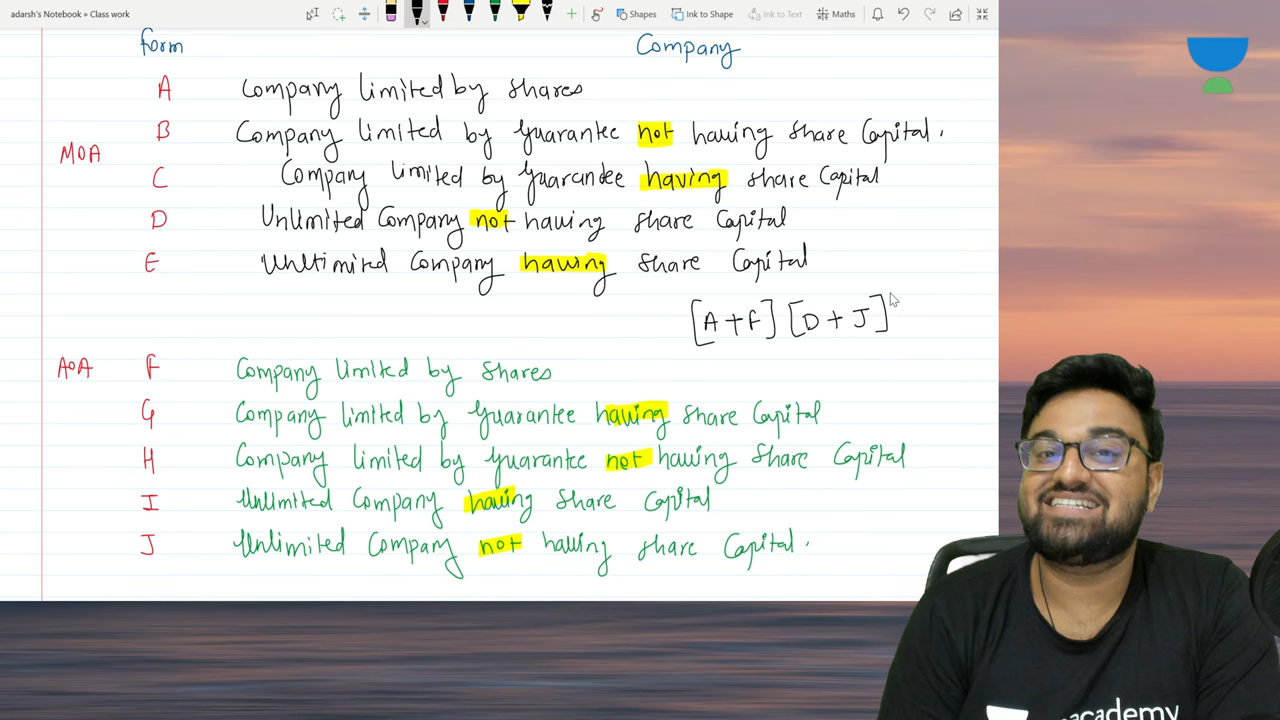 adarsh's Notebook » Class work
Shapes Ink to Shape Ink to Text Maths
form Company
A Company limited by shares
B Company limited by guarantee not having share Capital.
MOA
C Company limited by guarantee having share Capital
D Unlimited Company not having share Capital
E Unlimited Company having share Capital
[A+F] [D+J]
AOA F Company limited by shares
G Company limited by guarantee having share Capital
H Company limited by guarantee not having share Capital
I Unlimited Company having share Capital
J Unlimited Company not having share Capital.
academy